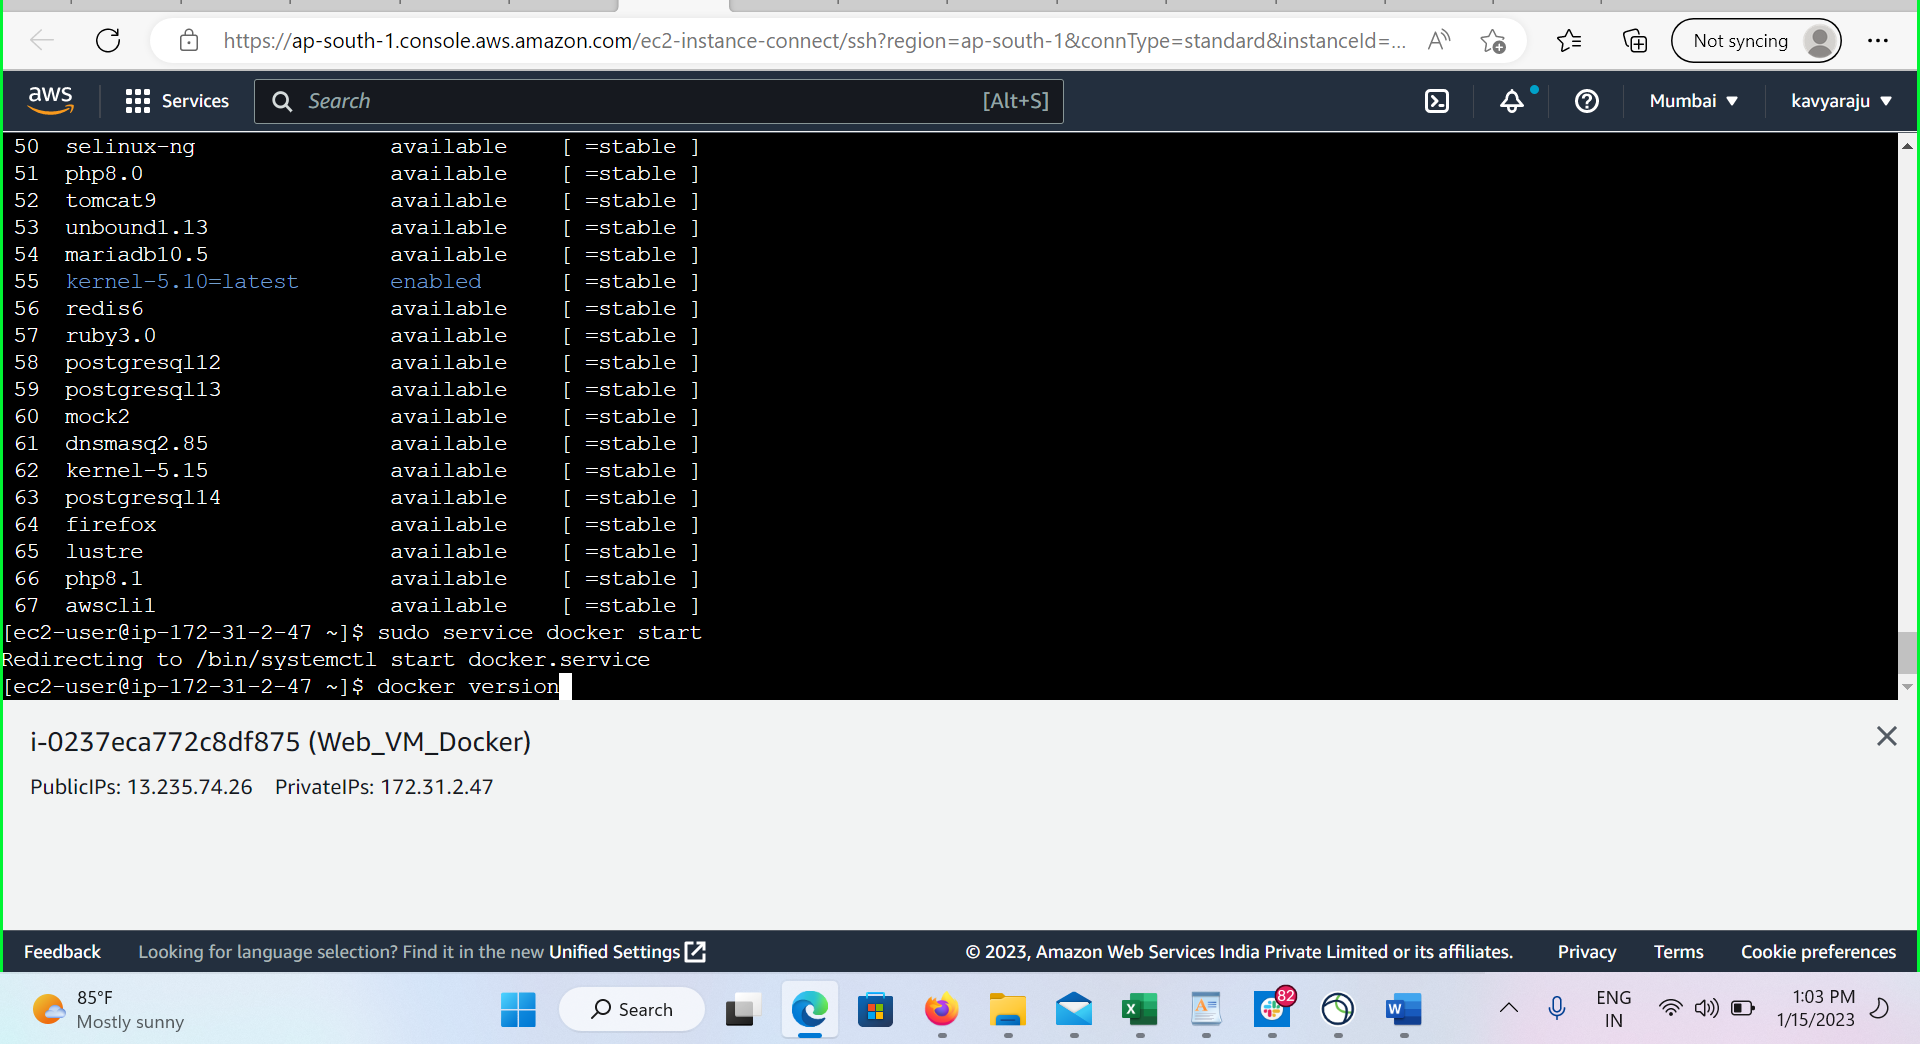 https://ap-south-1.console.aws.amazon.com/ec2-instance-connect/ssh?region=ap-south-1&connType=standard&instanceId=...
Not syncing
aws
Services
Search
[Alt+S]
Mumbai
kavyaraju
50 selinux-ng available [ =stable ]
51 php8.0 available [ =stable ]
52 tomcat9 available [ =stable ]
53 unbound1.13 available [ =stable ]
54 mariadb10.5 available [ =stable ]
55 kernel-5.10=latest enabled [ =stable ]
56 redis6 available [ =stable ]
57 ruby3.0 available [ =stable ]
58 postgresql12 available [ =stable ]
59 postgresql13 available [ =stable ]
60 mock2 available [ =stable ]
61 dnsmasq2.85 available [ =stable ]
62 kernel-5.15 available [ =stable ]
63 postgresql14 available [ =stable ]
64 firefox available [ =stable ]
65 lustre available [ =stable ]
66 php8.1 available [ =stable ]
67 awscli1 available [ =stable ]
[ec2-user@ip-172-31-2-47 ~]$ sudo service docker start
Redirecting to /bin/systemctl start docker.service
[ec2-user@ip-172-31-2-47 ~]$ docker version
i-0237eca772c8df875 (Web_VM_Docker)
PublicIPs: 13.235.74.26 PrivateIPs: 172.31.2.47
Feedback
Looking for language selection? Find it in the new Unified Settings
© 2023, Amazon Web Services India Private Limited or its affiliates.
Privacy
Terms
Cookie preferences
85°F
Mostly sunny
Search
82
ENG
IN
1:03 PM
1/15/2023